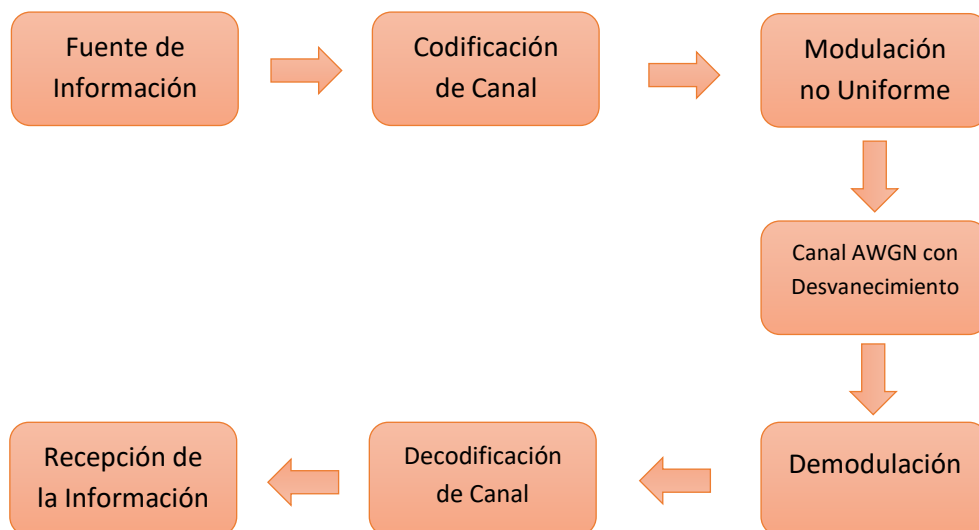 Fuente de
Información
Codificación
de Canal
Modulación
no Uniforme
Canal AWGN con
Desvanecimiento
Demodulación
Decodificación
de Canal
Recepción de
la Información